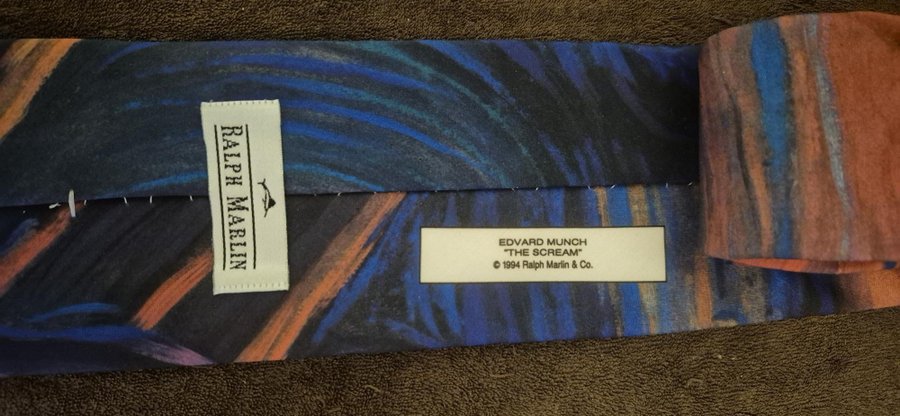 RALPH MARLIN
EDVARD MUNCH
"THE SCREAM"
© 1994 Ralph Marlin & Co.